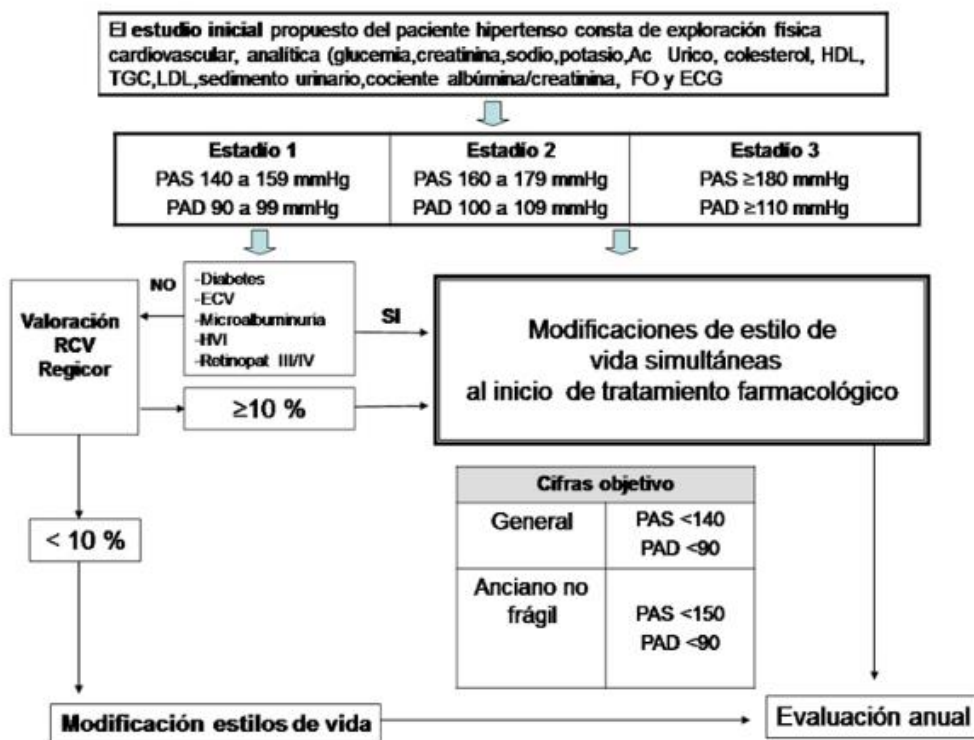 El estudio inicial propuesto del paciente hipertenso consta de exploración física
cardiovascular, analítica (glucemia,creatinina,sodio,potasio,Ac Urico, colesterol, HDL,
TGC,LDL,sedimento urinario,cociente albúmina/creatinina, FO y ECG
Estadío 1
PAS 140 a 159 mmHg
PAD 90 a 99 mmHg
Estadío 2
PAS 160 a 179 mmHg
PAD 100 a 109 mmHg
Estadío 3
PAS ≥180 mmHg
PAD ≥110 mmHg
NO
-Diabetes
-ECV
-Microalbuminuria
-HVI
-Retinopat III/IV
SI
Valoración
RCV
Regicor
Modificaciones de estilo de
vida simultáneas
al inicio de tratamiento farmacológico
≥10 %
< 10 %
Cifras objetivo
General
PAS <140
PAD <90
Anciano no
frágil
PAS <150
PAD <90
Modificación estilos de vida
Evaluación anual